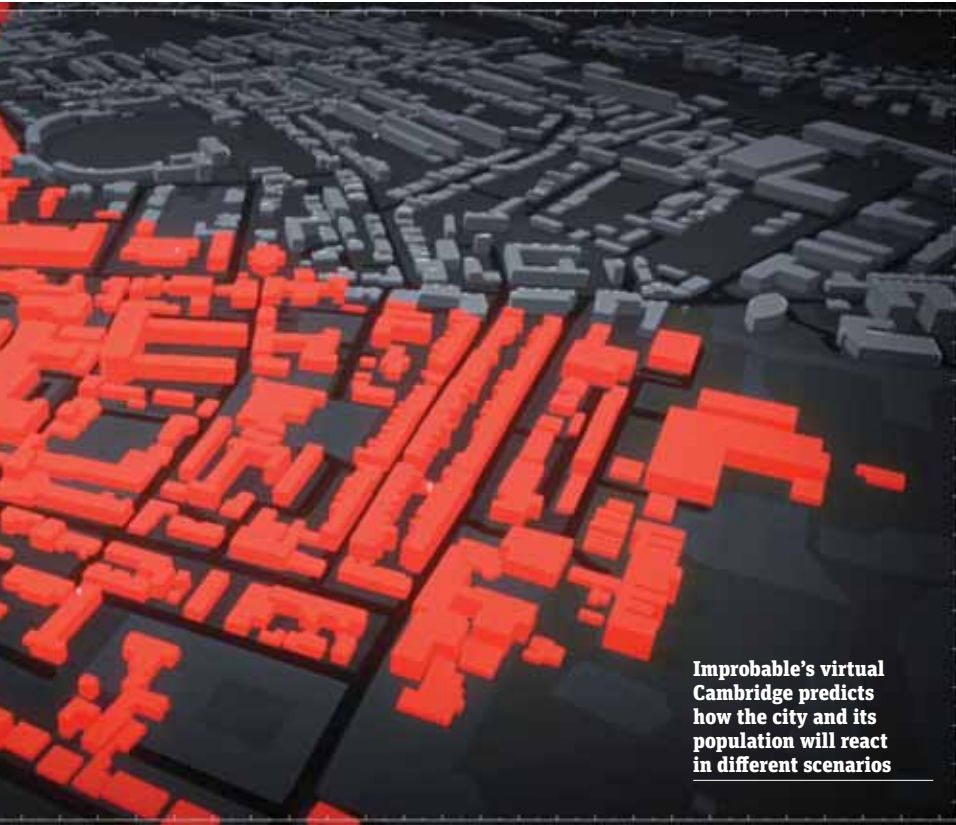 Improbable's virtual
Cambridge predicts
how the city and its
population will react
in different scenarios